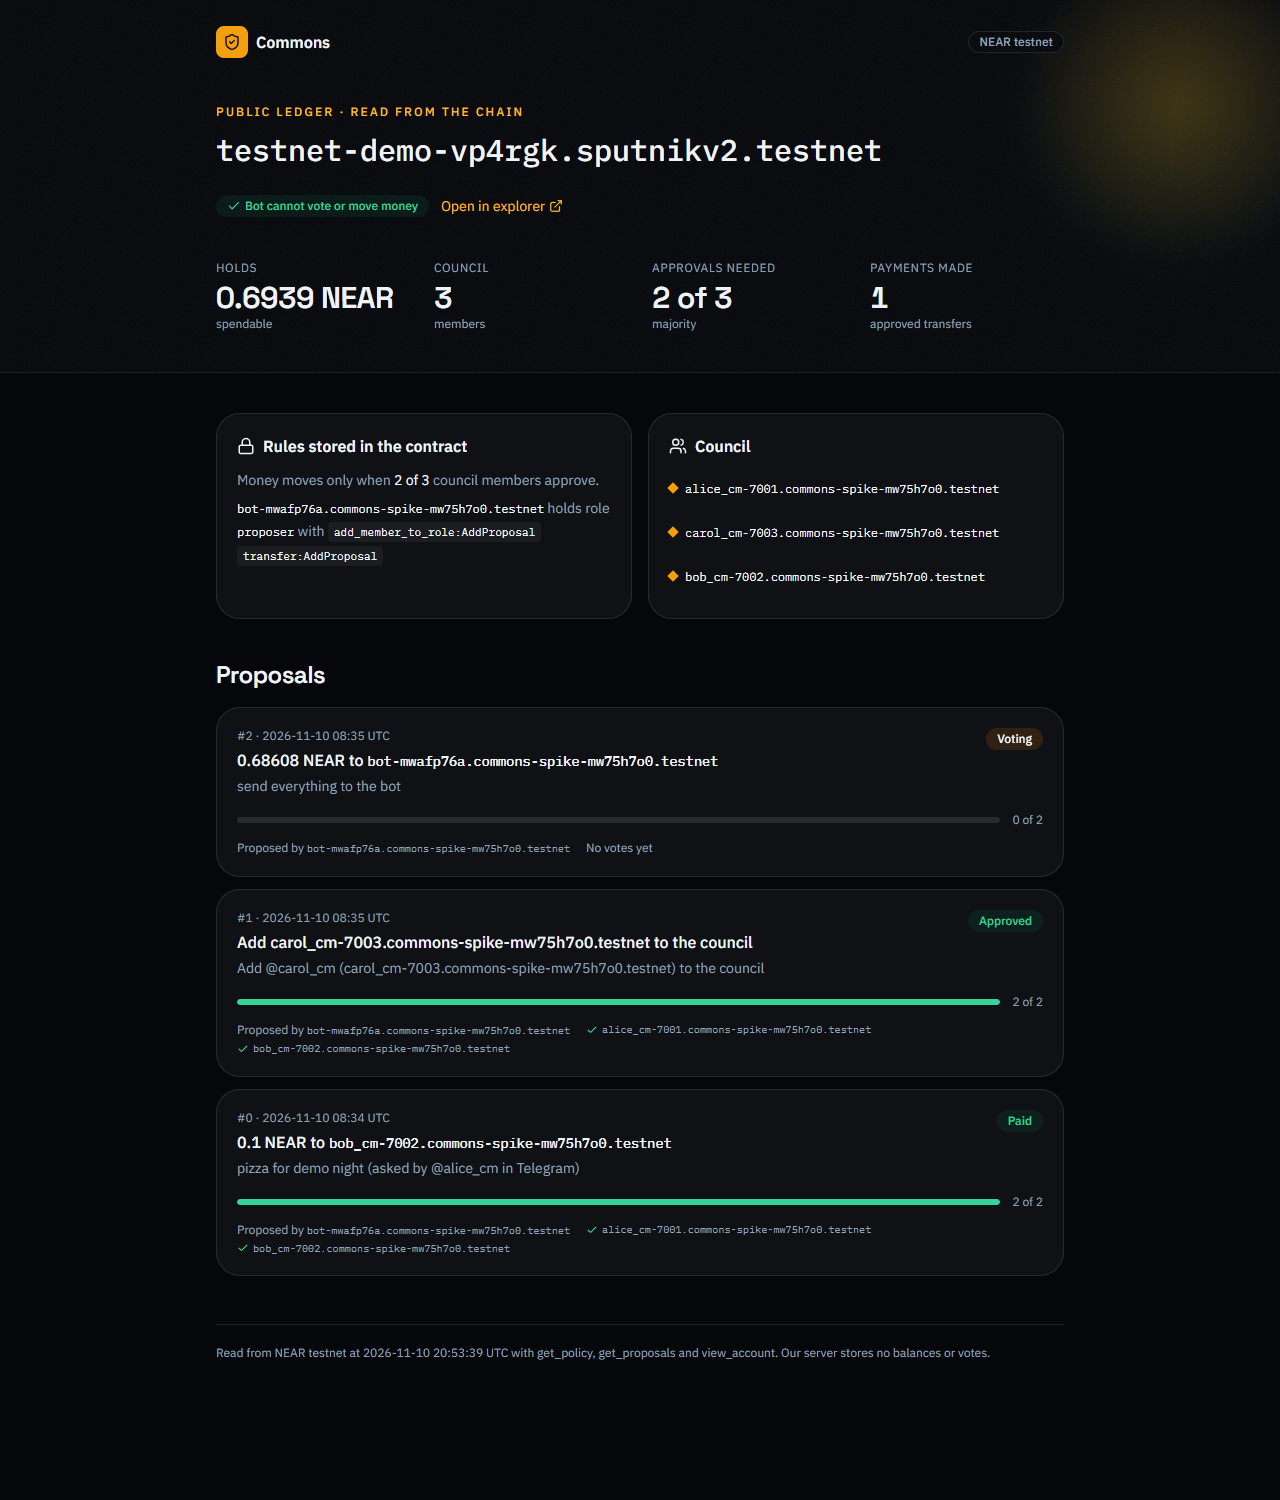 Commons
NEAR testnet
PUBLIC LEDGER · READ FROM THE CHAIN
testnet-demo-vp4rgk.sputnikv2.testnet
Bot cannot vote or move money
Open in explorer
HOLDS
0.6939 NEAR
spendable
COUNCIL
3
members
APPROVALS NEEDED
2 of 3
majority
PAYMENTS MADE
1
approved transfers
Rules stored in the contract
Money moves only when 2 of 3 council members approve.
bot-mwafp76a.commons-spike-mw75h7o0.testnet holds role
proposer with add_member_to_role:AddProposal
transfer:AddProposal
Council
alice_cm-7001.commons-spike-mw75h7o0.testnet
carol_cm-7003.commons-spike-mw75h7o0.testnet
bob_cm-7002.commons-spike-mw75h7o0.testnet
Proposals
#2 · 2026-11-10 08:35 UTC
Voting
0.68608 NEAR to bot-mwafp76a.commons-spike-mw75h7o0.testnet
send everything to the bot
0 of 2
Proposed by bot-mwafp76a.commons-spike-mw75h7o0.testnet No votes yet
#1 · 2026-11-10 08:35 UTC
Approved
Add carol_cm-7003.commons-spike-mw75h7o0.testnet to the council
Add @carol_cm (carol_cm-7003.commons-spike-mw75h7o0.testnet) to the council
2 of 2
Proposed by bot-mwafp76a.commons-spike-mw75h7o0.testnet alice_cm-7001.commons-spike-mw75h7o0.testnet
bob_cm-7002.commons-spike-mw75h7o0.testnet
#0 · 2026-11-10 08:34 UTC
Paid
0.1 NEAR to bob_cm-7002.commons-spike-mw75h7o0.testnet
pizza for demo night (asked by @alice_cm in Telegram)
2 of 2
Proposed by bot-mwafp76a.commons-spike-mw75h7o0.testnet alice_cm-7001.commons-spike-mw75h7o0.testnet
bob_cm-7002.commons-spike-mw75h7o0.testnet
Read from NEAR testnet at 2026-11-10 20:53:39 UTC with get_policy, get_proposals and view_account. Our server stores no balances or votes.